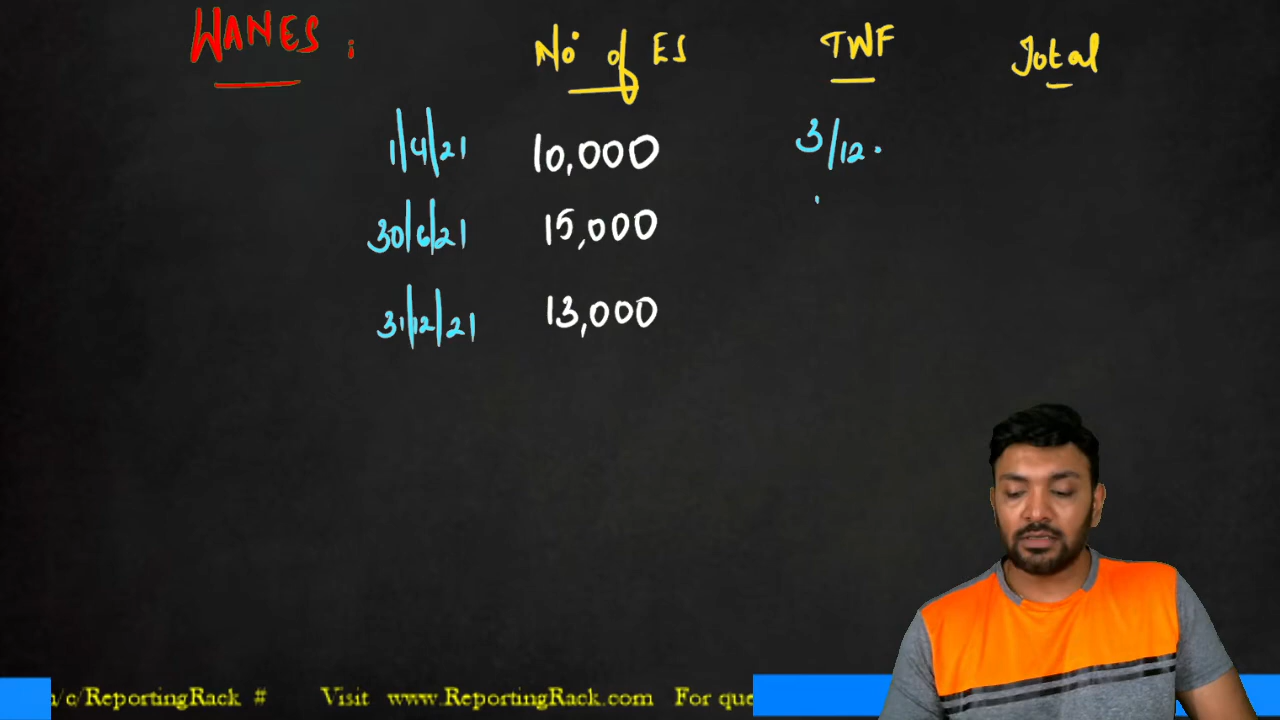 WANES : No of ES TWF Total
1/4/21 10,000 3/12.
30/6/21 15,000
31/12/21 13,000
n/c/ReportingRack # Visit www.ReportingRack.com For que